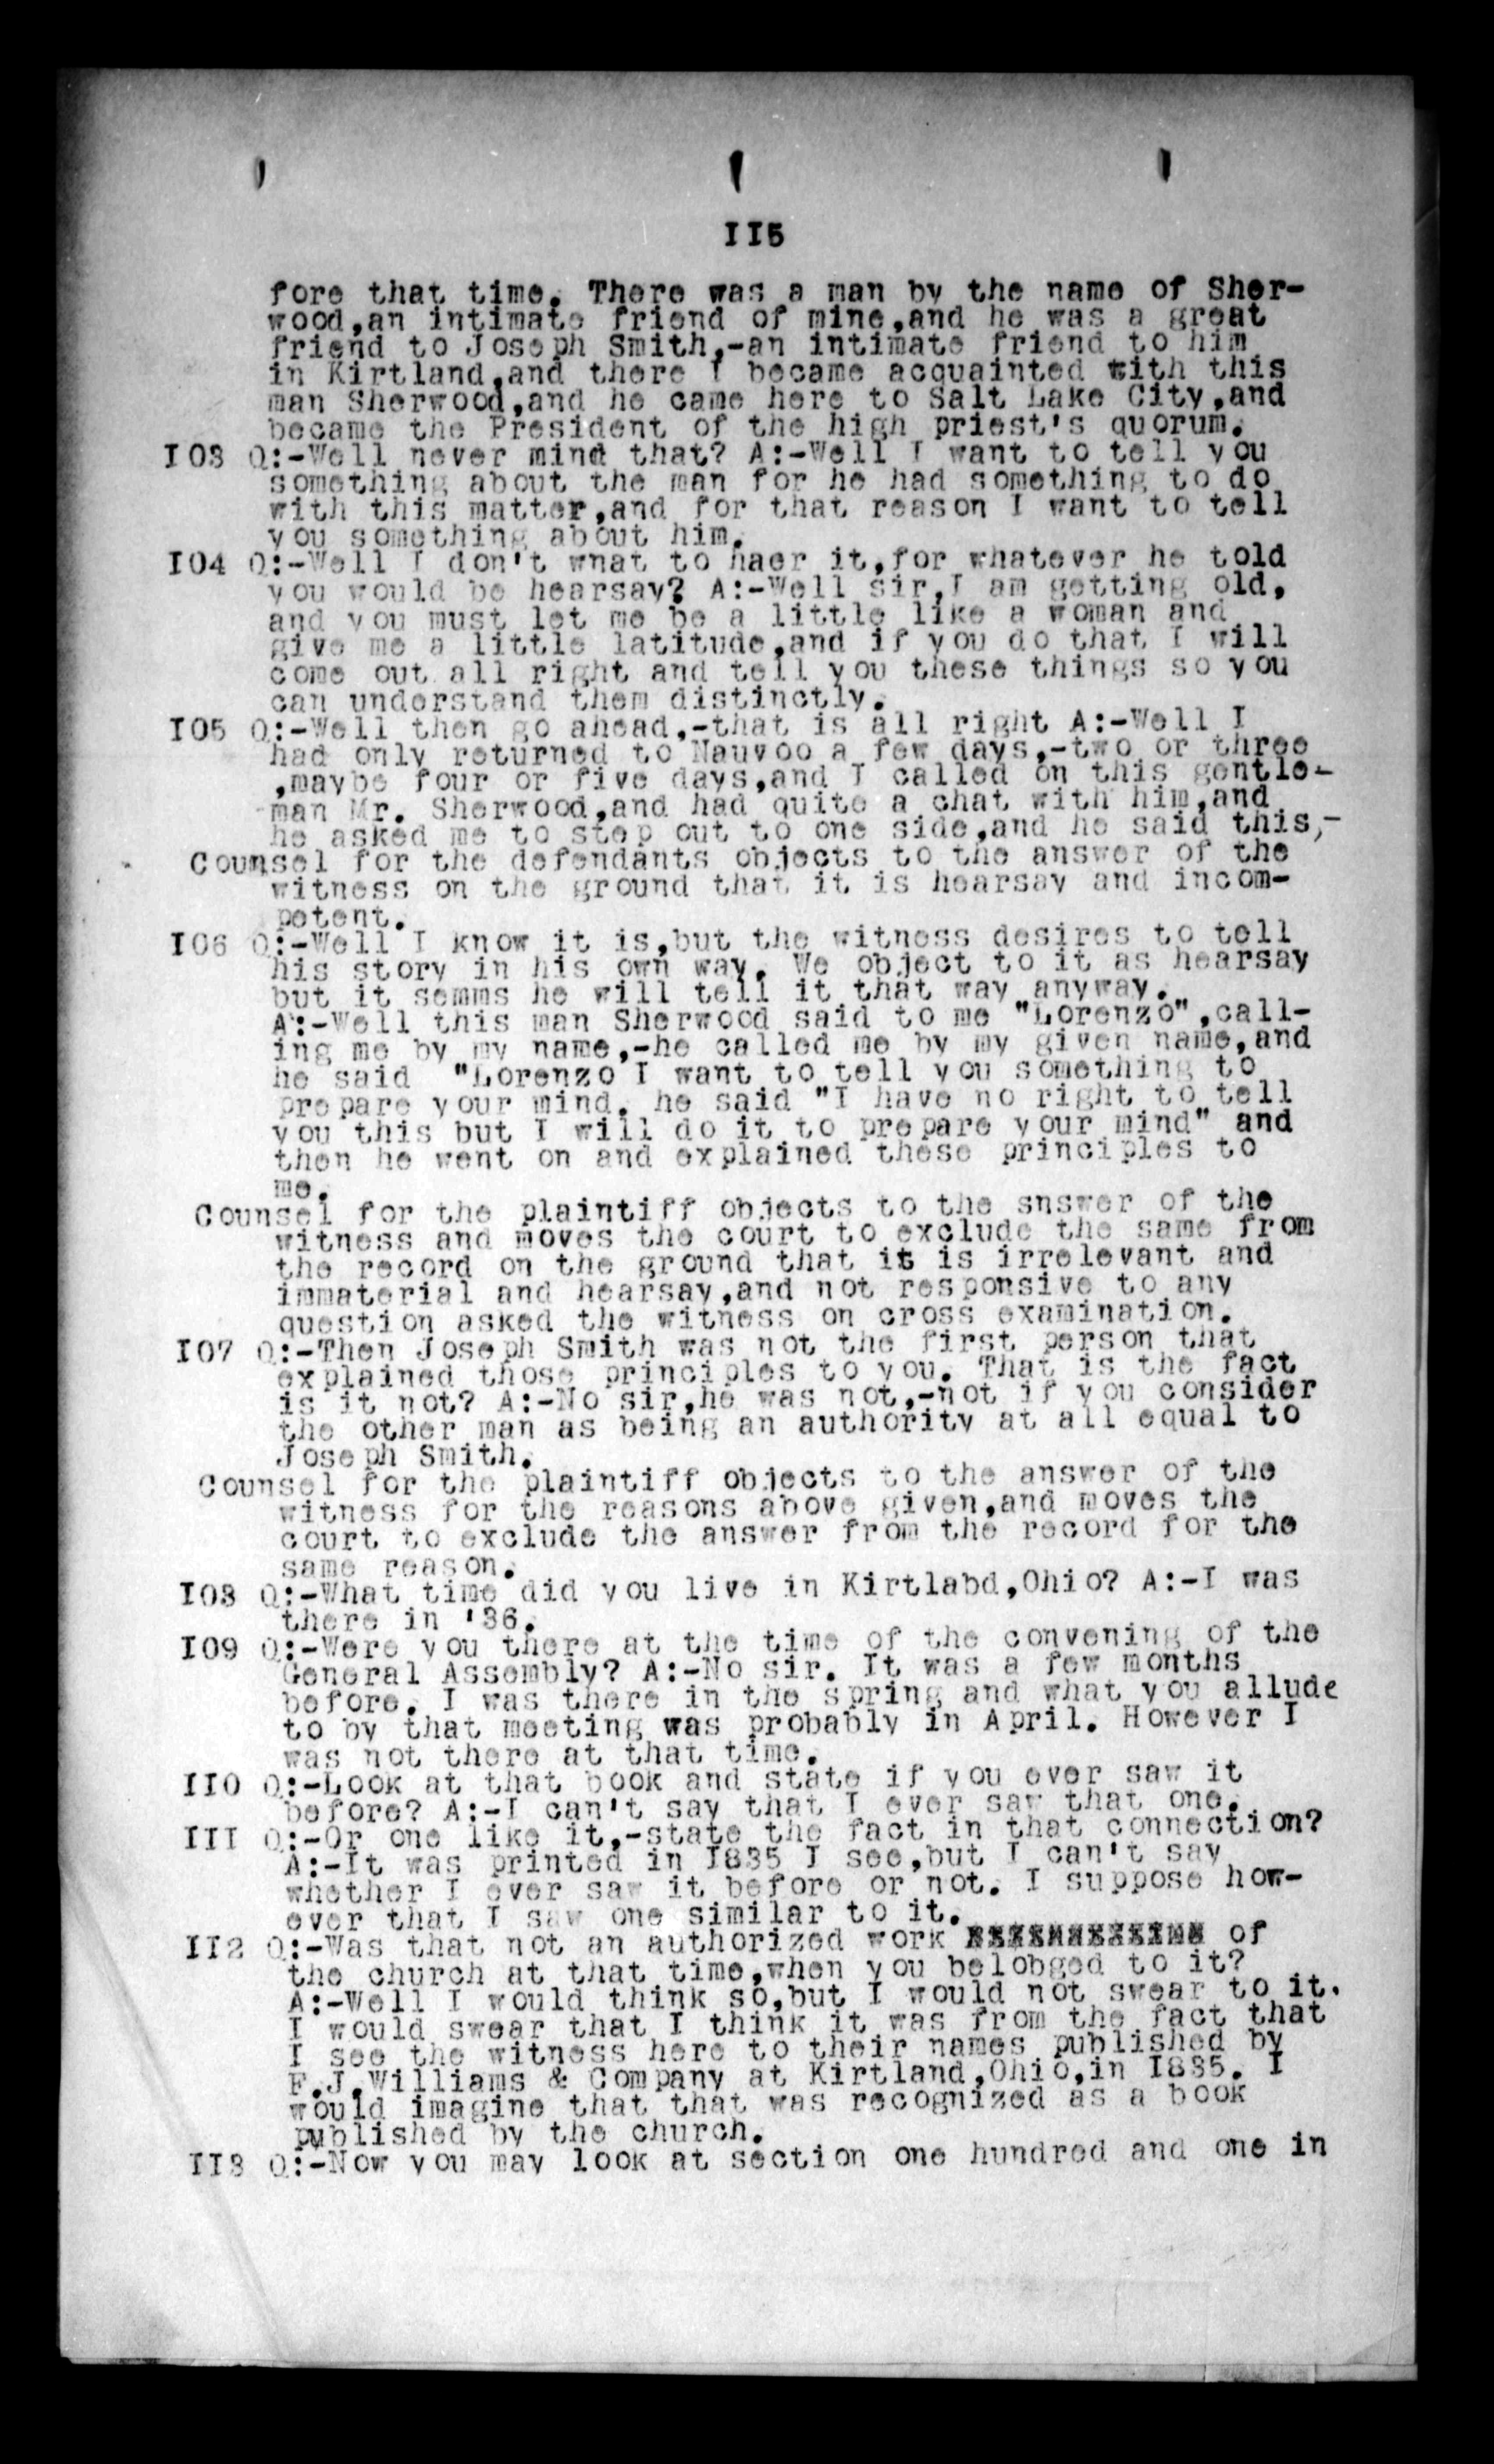 II5
fore that time. There was a man by the name of Sher-
wood,an intimate friend of mine,and he was a great
friend to Joseph Smith,-an intimate friend to him
in Kirtland,and there I became acquainted with this
man Sherwood,and he came here to Salt Lake City,and
became the President of the high priest's quorum.
I03 Q:-Well never mind that? A:-Well I want to tell you
something about the man for he had something to do
with this matter,and for that reason I want to tell
you something about him.
I04 Q:-Well I don't wnat to haer it,for whatever he told
you would be hearsay? A:-Well sir,I am getting old,
and you must let me be a little like a woman and
give me a little latitude,and if you do that I will
come out all right and tell you these things so you
can understand them distinctly.
I05 Q:-Well then go ahead,-that is all right A:-Well I
had only returned to Nauvoo a few days,-two or three
,maybe four or five days,and I called on this gentle-
man Mr. Sherwood,and had quite a chat with him,and
he asked me to step out to one side,and he said this,-
Counsel for the defendants objects to the answer of the
witness on the ground that it is hearsay and incom-
petent.
I06 Q:-Well I know it is,but the witness desires to tell
his story in his own way. We object to it as hearsay
but it semms he will tell it that way anyway.
A:-Well this man Sherwood said to me "Lorenzo",call-
ing me by my name,-he called me by my given name,and
he said "Lorenzo I want to tell you something to
prepare your mind. he said "I have no right to tell
you this but I will do it to prepare your mind" and
then he went on and explained these principles to
me.
Counsel for the plaintiff objects to the snswer of the
witness and moves the court to exclude the same from
the record on the ground that it is irrelevant and
immaterial and hearsay,and not responsive to any
question asked the witness on cross examination.
I07 Q:-Then Joseph Smith was not the first person that
explained those principles to you. That is the fact
is it not? A:-No sir,he was not,-not if you consider
the other man as being an authority at all equal to
Joseph Smith.
Counsel for the plaintiff objects to the answer of the
witness for the reasons above given,and moves the
court to exclude the answer from the record for the
same reason.
I08 Q:-What time did you live in Kirtlabd,Ohio? A:-I was
there in '36.
I09 Q:-Were you there at the time of the convening of the
General Assembly? A:-No sir. It was a few months
before. I was there in the spring and what you allude
to by that meeting was probably in April. However I
was not there at that time.
II0 Q:-Look at that book and state if you ever saw it
before? A:-I can't say that I ever saw that one.
III Q:-Or one like it,-state the fact in that connection?
A:-It was printed in I835 I see,but I can't say
whether I ever saw it before or not. I suppose how-
ever that I saw one similar to it.
II2 Q:-Was that not an authorized work of
the church at that time,when you belobged to it?
A:-Well I would think so,but I would not swear to it.
I would swear that I think it was from the fact that
I see the witness here to their names published by
F.J.Williams & Company at Kirtland,Ohio,in I835. I
would imagine that that was recognized as a book
published by the church.
II3 Q:-Now you may look at section one hundred and one in